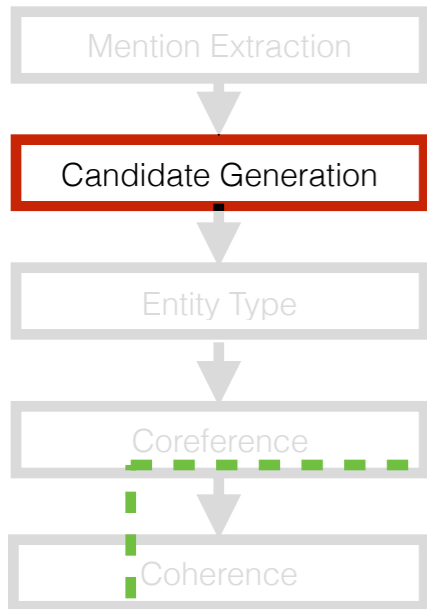 Mention Extraction
Candidate Generation
Entity Type
Coreference
Coherence